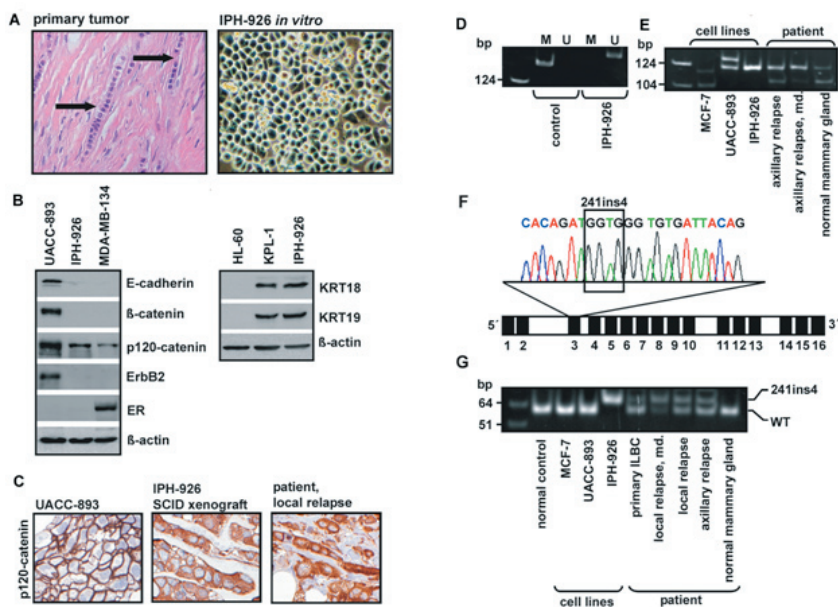 A
primary tumor
IPH-926 in vitro
B
UACC-893
IPH-926
MDA-MB-134
E-cadherin
ß-catenin
p120-catenin
ErbB2
ER
ß-actin
HL-60
KPL-1
IPH-926
KRT18
KRT19
ß-actin
C
UACC-893
IPH-926
SCID xenograft
patient,
local relapse
p120-catenin
D
M U M U
bp
124
control
IPH-926
E
cell lines
patient
bp
124
104
MCF-7
UACC-893
IPH-926
axillary relapse
axillary relapse, md.
normal mammary gland
F
241ins4
CACAGATGGTGGGTGTGATTACAG
5´ 3´
1 2 3 4 5 6 7 8 9 10 11 12 13 14 15 16
G
bp
64
51
241ins4
WT
normal control
MCF-7
UACC-893
IPH-926
primary ILBC
local relapse, md.
local relapse
axillary relapse
normal mammary gland
cell lines
patient